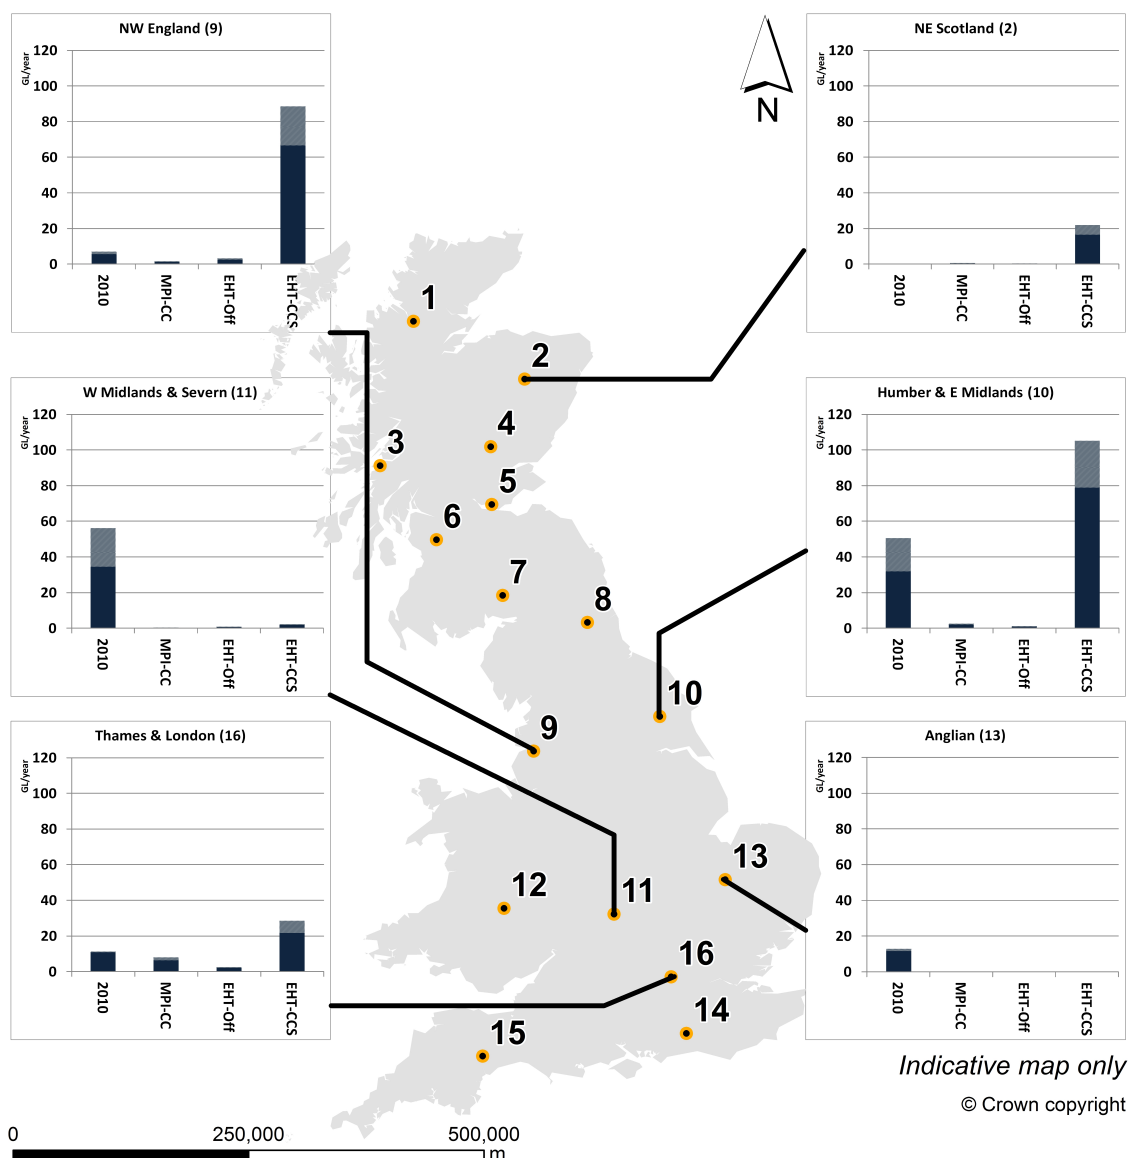 NW England (9)
GL/year
120
100
80
60
40
20
0
2010
MPI-CC
EHT-Off
EHT-CCS
N
NE Scotland (2)
GL/year
120
100
80
60
40
20
0
2010
MPI-CC
EHT-Off
EHT-CCS
W Midlands & Severn (11)
GL/year
120
100
80
60
40
20
0
2010
MPI-CC
EHT-Off
EHT-CCS
1
2
3
4
5
6
7
8
9
10
11
12
13
14
15
16
Humber & E Midlands (10)
GL/year
120
100
80
60
40
20
0
2010
MPI-CC
EHT-Off
EHT-CCS
Thames & London (16)
GL/year
120
100
80
60
40
20
0
2010
MPI-CC
EHT-Off
EHT-CCS
Anglian (13)
GL/year
120
100
80
60
40
20
0
2010
MPI-CC
EHT-Off
EHT-CCS
Indicative map only
© Crown copyright
0 250,000 500,000
m